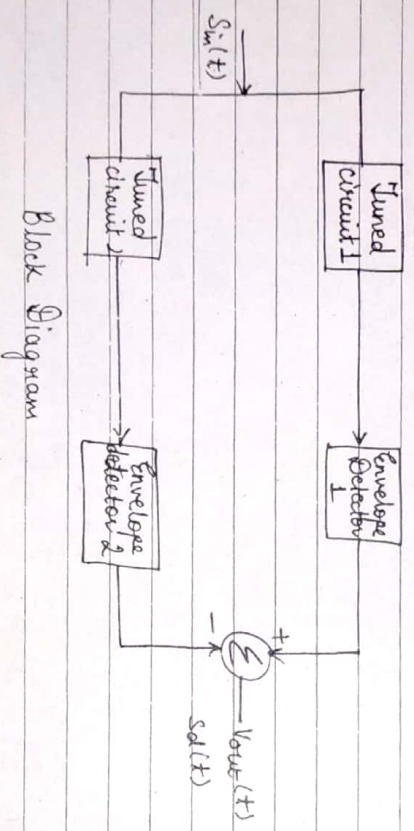 Sin(t)
Tuned
Circuit 1
Envelope
Detector
1
+
Σ
Vout(t)
Sd(t)
-
Tuned
Circuit 2
Envelope
detector 2
Block Diagram